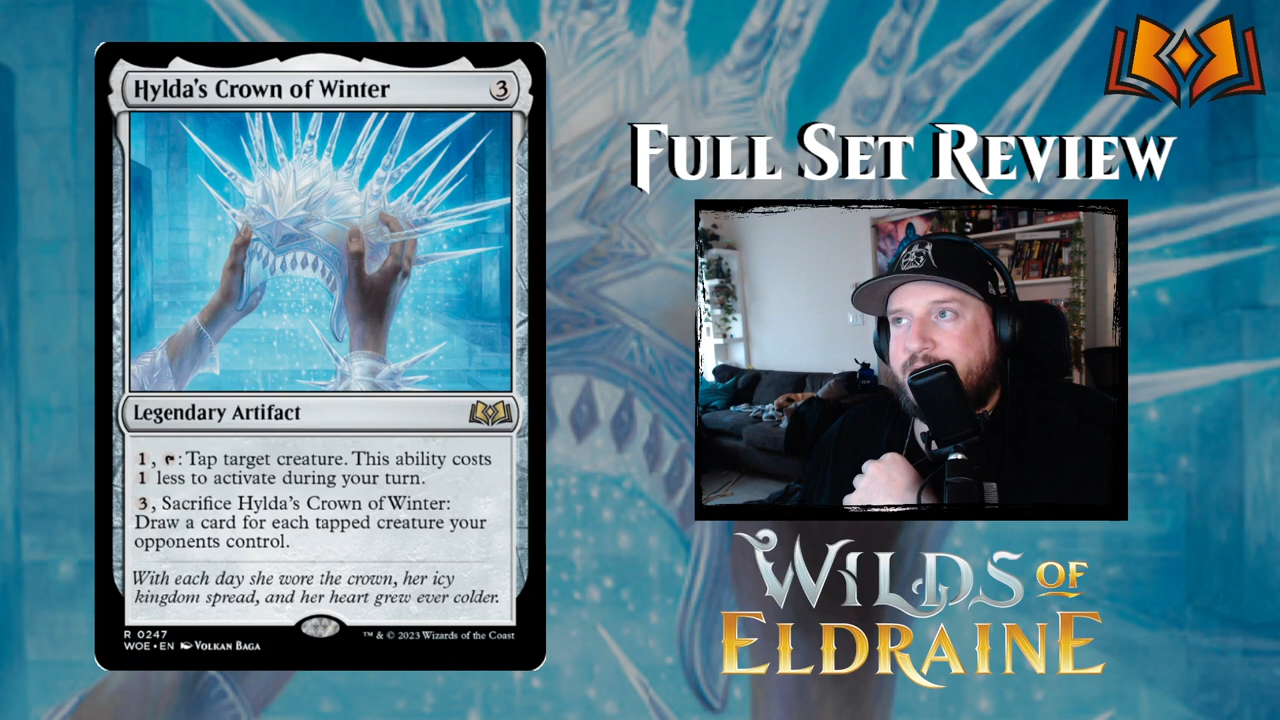 Hylda's Crown of Winter 3
Legendary Artifact
1, T: Tap target creature. This ability costs
1 less to activate during your turn.
3, Sacrifice Hylda's Crown of Winter:
Draw a card for each tapped creature your
opponents control.
With each day she wore the crown, her icy
kingdom spread, and her heart grew ever colder.
R 0247
WOE • EN VOLKAN BAGA
™ & © 2023 Wizards of the Coast
FULL SET REVIEW
WILDS OF
ELDRAINE